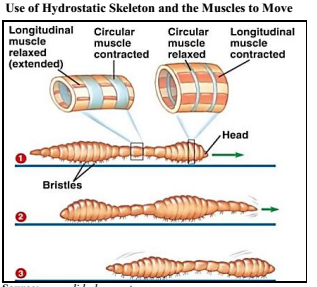 Use of Hydrostatic Skeleton and the Muscles to Move
Longitudinal
muscle
relaxed
(extended)
Circular
muscle
contracted
Circular
muscle
relaxed
Longitudinal
muscle
contracted
Head
1
Bristles
2
3